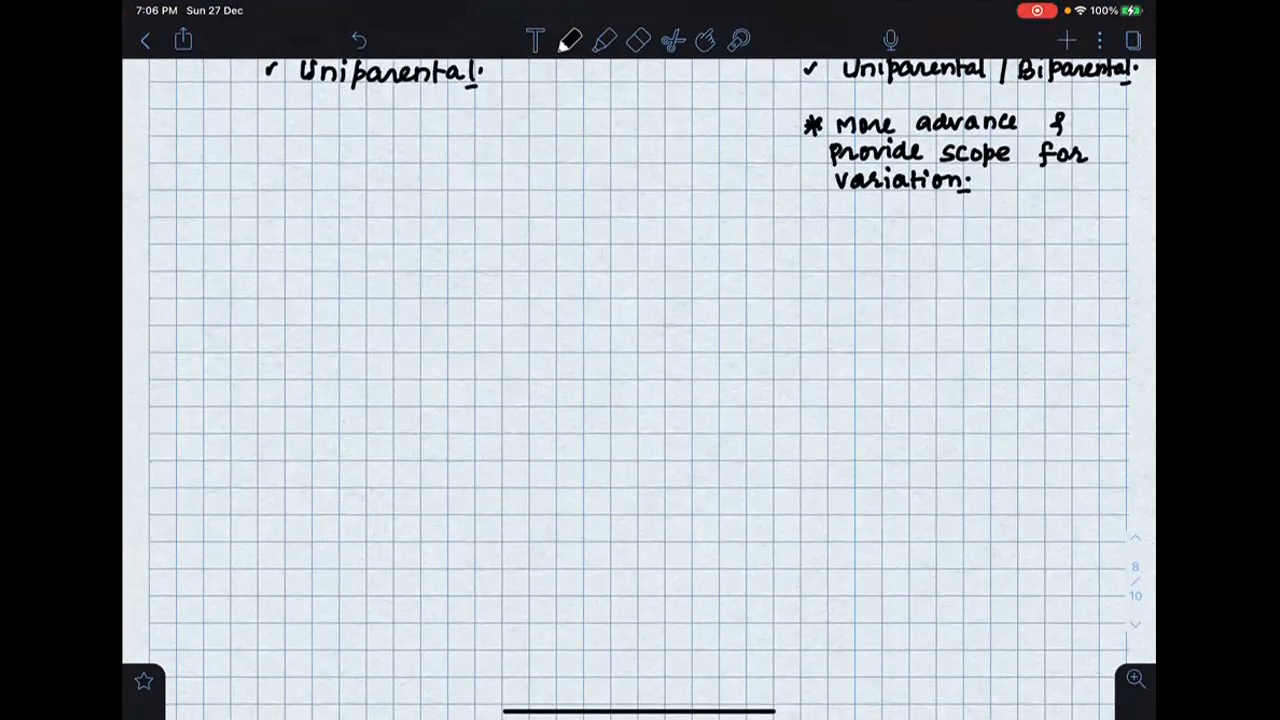 7:06 PM Sun 27 Dec
100%
✓ Uniparental.
✓ Uniparental / Biparental.
* More advance &
provide scope for
variation.
8
/
10